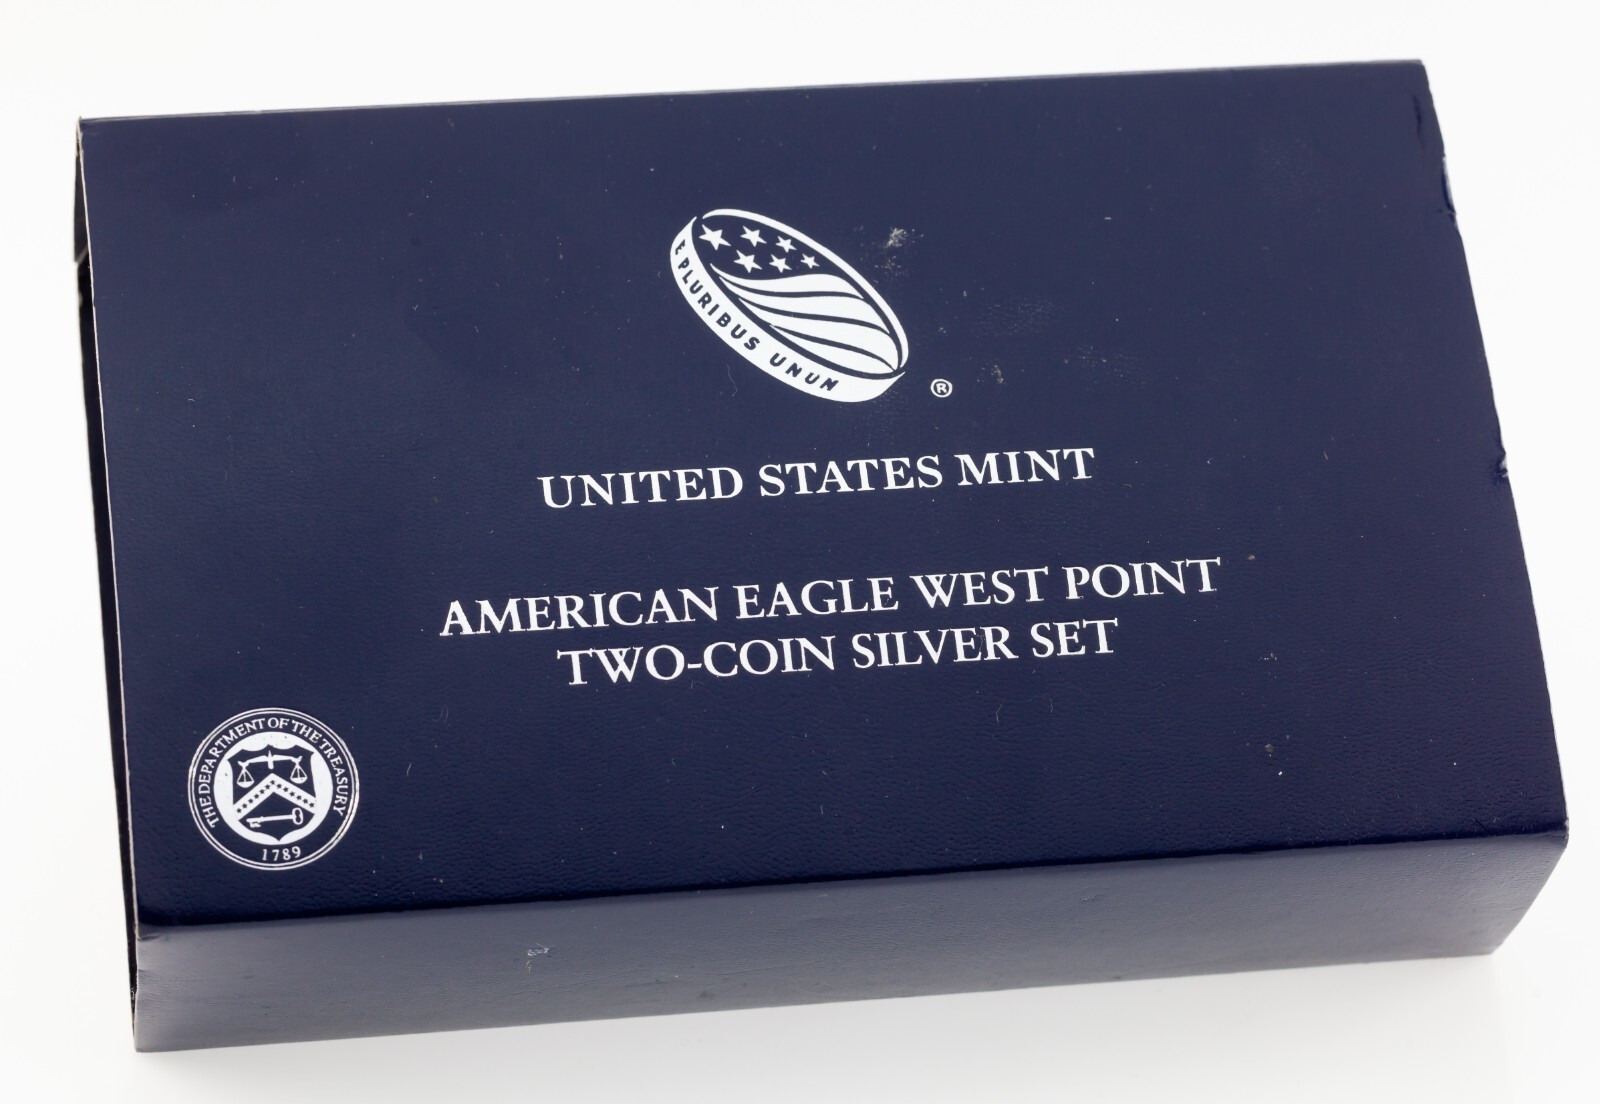 E PLURIBUS UNUM
®
UNITED STATES MINT
AMERICAN EAGLE WEST POINT
TWO-COIN SILVER SET
THE DEPARTMENT OF THE TREASURY
1789